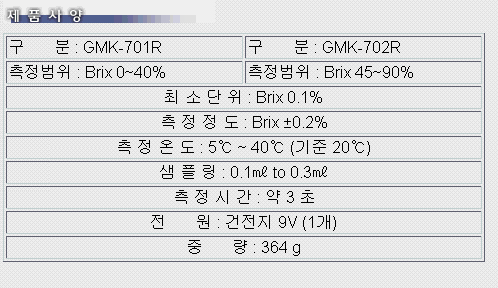 제 품 사 양
구 분 : GMK-701R 구 분 : GMK-702R
측정범위 : Brix 0~40% 측정범위 : Brix 45~90%
최 소 단 위 : Brix 0.1%
측 정 정 도 : Brix ±0.2%
측 정 온 도 : 5℃ ~ 40℃ (기준 20℃)
샘 플 링 : 0.1㎖ to 0.3㎖
측 정 시 간 : 약 3 초
전 원 : 건전지 9V (1개)
중 량 : 364 g